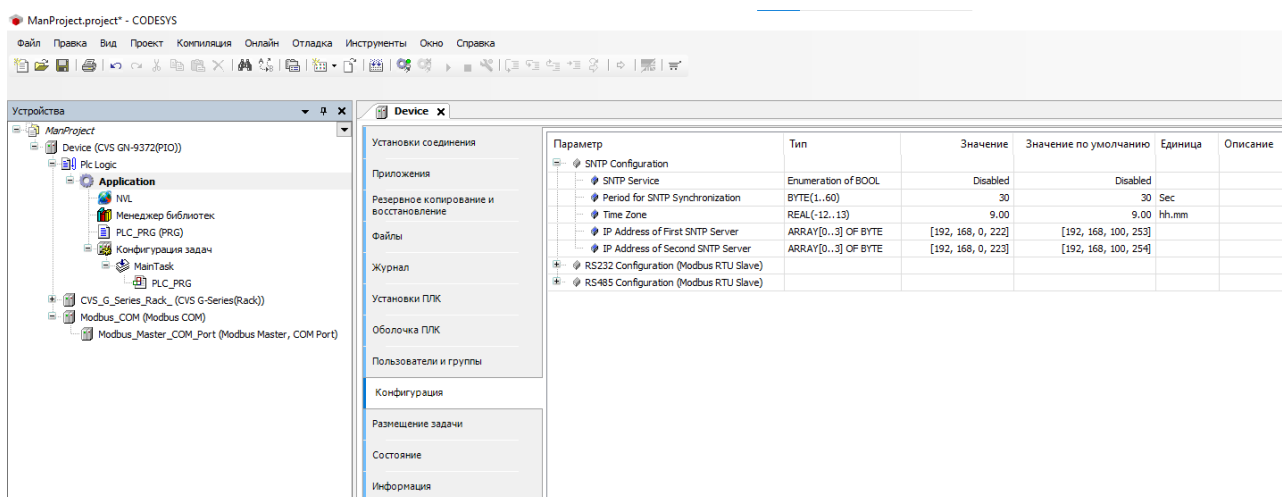 ManProject.project* - CODESYS
Файл Правка Вид Проект Компиляция Онлайн Отладка Инструменты Окно Справка
Устройства
ManProject
Device (CVS GN-9372(PIO))
Plc Logic
Application
NVL
Менеджер библиотек
PLC_PRG (PRG)
Конфигурация задач
MainTask
PLC_PRG
CVS_G_Series_Rack_ (CVS G-Series(Rack))
Modbus_COM (Modbus COM)
Modbus_Master_COM_Port (Modbus Master, COM Port)
Device
Установки соединения
Приложения
Резервное копирование и
восстановление
Файлы
Журнал
Установки ПЛК
Оболочка ПЛК
Пользователи и группы
Конфигурация
Размещение задачи
Состояние
Информация
Параметр Тип Значение Значение по умолчанию Единица Описание
SNTP Configuration
SNTP Service Enumeration of BOOL Disabled Disabled
Period for SNTP Synchronization BYTE(1..60) 30 30 Sec
Time Zone REAL(-12..13) 9.00 9.00 hh.mm
IP Address of First SNTP Server ARRAY[0..3] OF BYTE [192, 168, 0, 222] [192, 168, 100, 253]
IP Address of Second SNTP Server ARRAY[0..3] OF BYTE [192, 168, 0, 223] [192, 168, 100, 254]
RS232 Configuration (Modbus RTU Slave)
RS485 Configuration (Modbus RTU Slave)